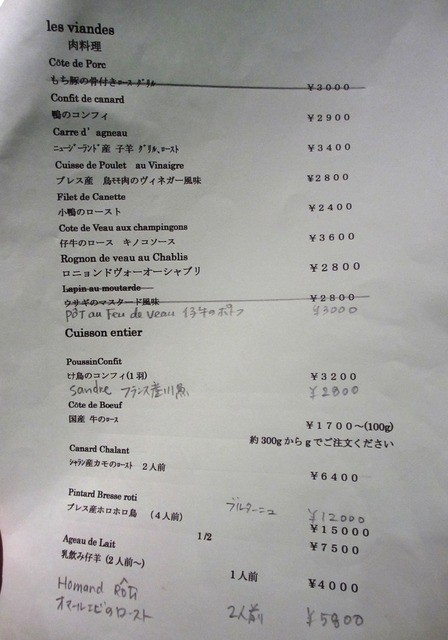 les viandes
肉料理
Côte de Porc
もち豚の骨付きﾛｰｽ ｸﾞﾘﾙ ￥3000
Confit de canard
鴨のコンフィ ￥2900
Carre d'agneau
ﾆｭｰｼﾞｰﾗﾝﾄﾞ産 子羊 ｸﾞﾘﾙ､ﾛｰｽﾄ ￥3400
Cuisse de Poulet au Vinaigre
ブレス産 鳥ﾓﾓ肉のヴィネガー風味 ￥2800
Filet de Canette
小鴨のロースト ￥2400
Cote de Veau aux champingons
仔牛のロース キノコソース ￥3600
Rognon de veau au Chablis
ロニョンドヴォーオーシャブリ ￥2800
Lapin au moutarde
ウサギのマスタード風味 ￥2800
Pôt au Feu de veau 仔牛のポトフ ￥3000
Cuisson entier
PoussainConfit
ﾋﾅ鳥のコンフィ(1羽) ￥3200
Sandre フランス産川魚 ￥2800
Côte de Boeuf
国産 牛のﾛｰｽ ￥1700～(100g)
約300gからgでご注文ください
Canard Chalant
ｼｬﾗﾝ産カモのﾛｰｽﾄ 2人前 ￥6400
Pintard Bresse roti ブルターニュ ￥12000
ブレス産ホロホロ鳥 (4人前) ￥15000
1/2 ￥7500
Ageau de Lait
乳飲み仔羊 (2人前～) 1人前 ￥4000
Homard Rôti
オマールエビのロースト 2人前 ￥5800